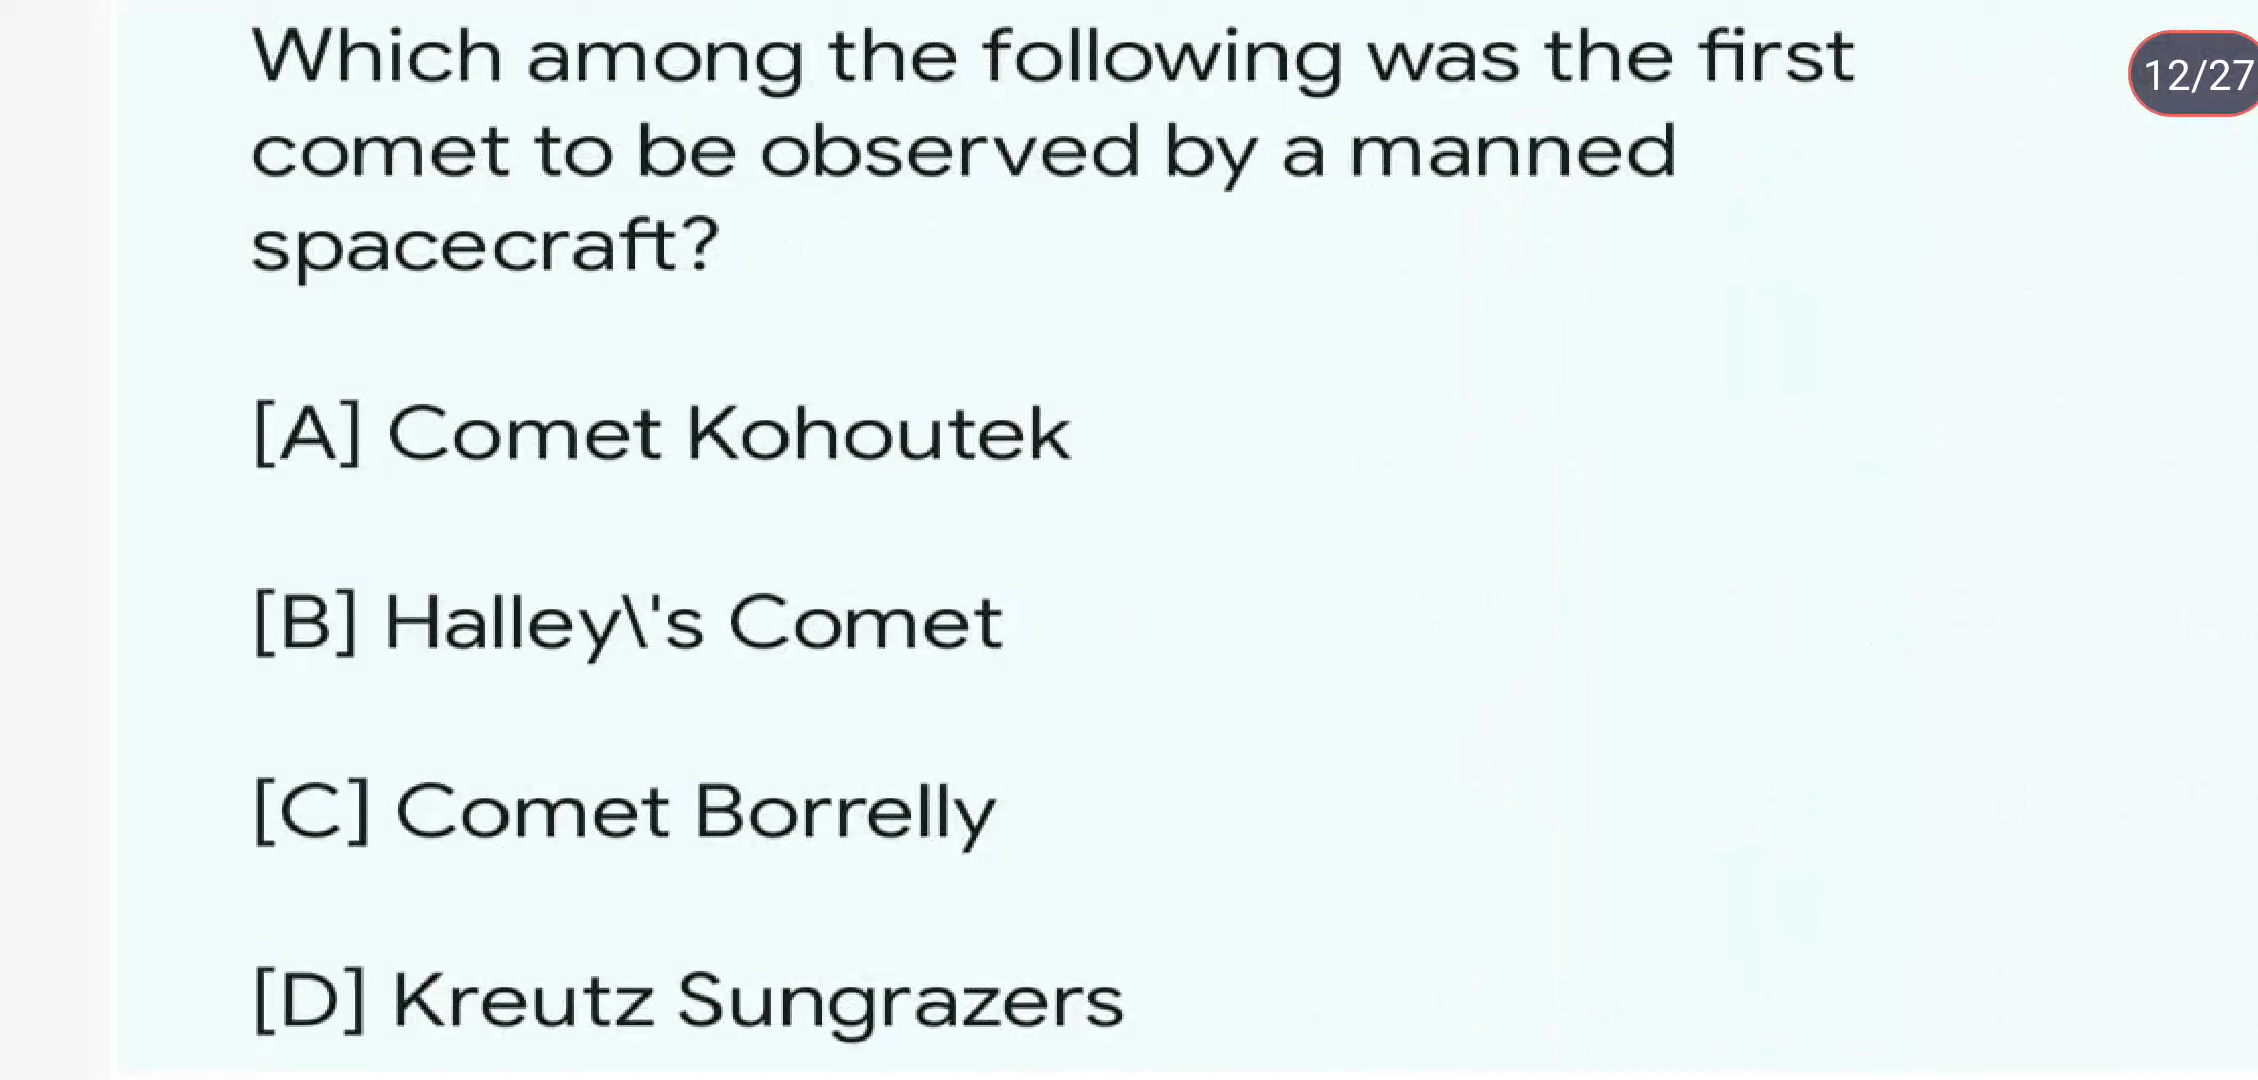 Which among the following was the first
12/27
comet to be observed by a manned
spacecraft?
[A] Comet Kohoutek
[B] Halley\'s Comet
[C] Comet Borrelly
[D] Kreutz Sungrazers